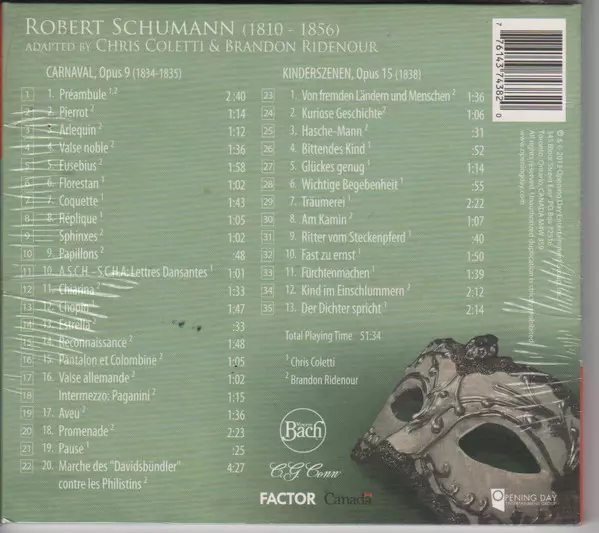 ROBERT SCHUMANN (1810 - 1856)
ADAPTED BY CHRIS COLETTI & BRANDON RIDENOUR
CARNAVAL, Opus 9 (1834-1835)
1 1. Préambule 1,2 2:40
2 2. Pierrot 2 1:14
3 3. Arlequin 2 1:12
4 4. Valse noble 2 1:36
5 5. Eusebius 2 1:58
6 6. Florestan 1 1:02
7 7. Coquette 1 1:43
8 8. Réplique 1 1:05
9 Sphinxes 2 1:02
10 9. Papillons 2 :48
11 10. A.S.C.H.–S.C.H.A: Lettres Dansantes 1 1:01
12 11. Chiarina 2 1:33
13 12. Chopin 1 1:47
14 13. Estrella 2 :33
15 14. Reconnaissance 2 1:48
16 15. Pantalon et Colombine 2 1:05
17 16. Valse allemande 2 1:02
18 Intermezzo: Paganini 2 1:15
19 17. Aveu 2 1:36
20 18. Promenade 2 2:23
21 19. Pause 1 :25
22 20. Marche des "Davidsbündler" 4:27
contre les Philistins 2
KINDERSZENEN, Opus 15 (1838)
23 1. Von fremden Ländern und Menschen 2 1:36
24 2. Kuriose Geschichte 2 1:06
25 3. Hasche-Mann 2 :31
26 4. Bittendes Kind 1 :52
27 5. Glückes genug 1 1:14
28 6. Wichtige Begebenheit 1 :55
29 7. Träumerei 1 2:22
30 8. Am Kamin 2 1:07
31 9. Ritter vom Steckenpferd 1 :40
32 10. Fast zu ernst 1 1:50
33 11. Fürchtenmachen 1 1:39
34 12. Kind im Einschlummern 2 2:12
35 13. Der Dichter spricht 1 2:14
Total Playing Time 51:34
1 Chris Coletti
2 Brandon Ridenour
Bach
C.G. Conn
FACTOR Canada
OPENING DAY
ENTERTAINMENT GROUP
7 76143 74382 0
www.openingday.com